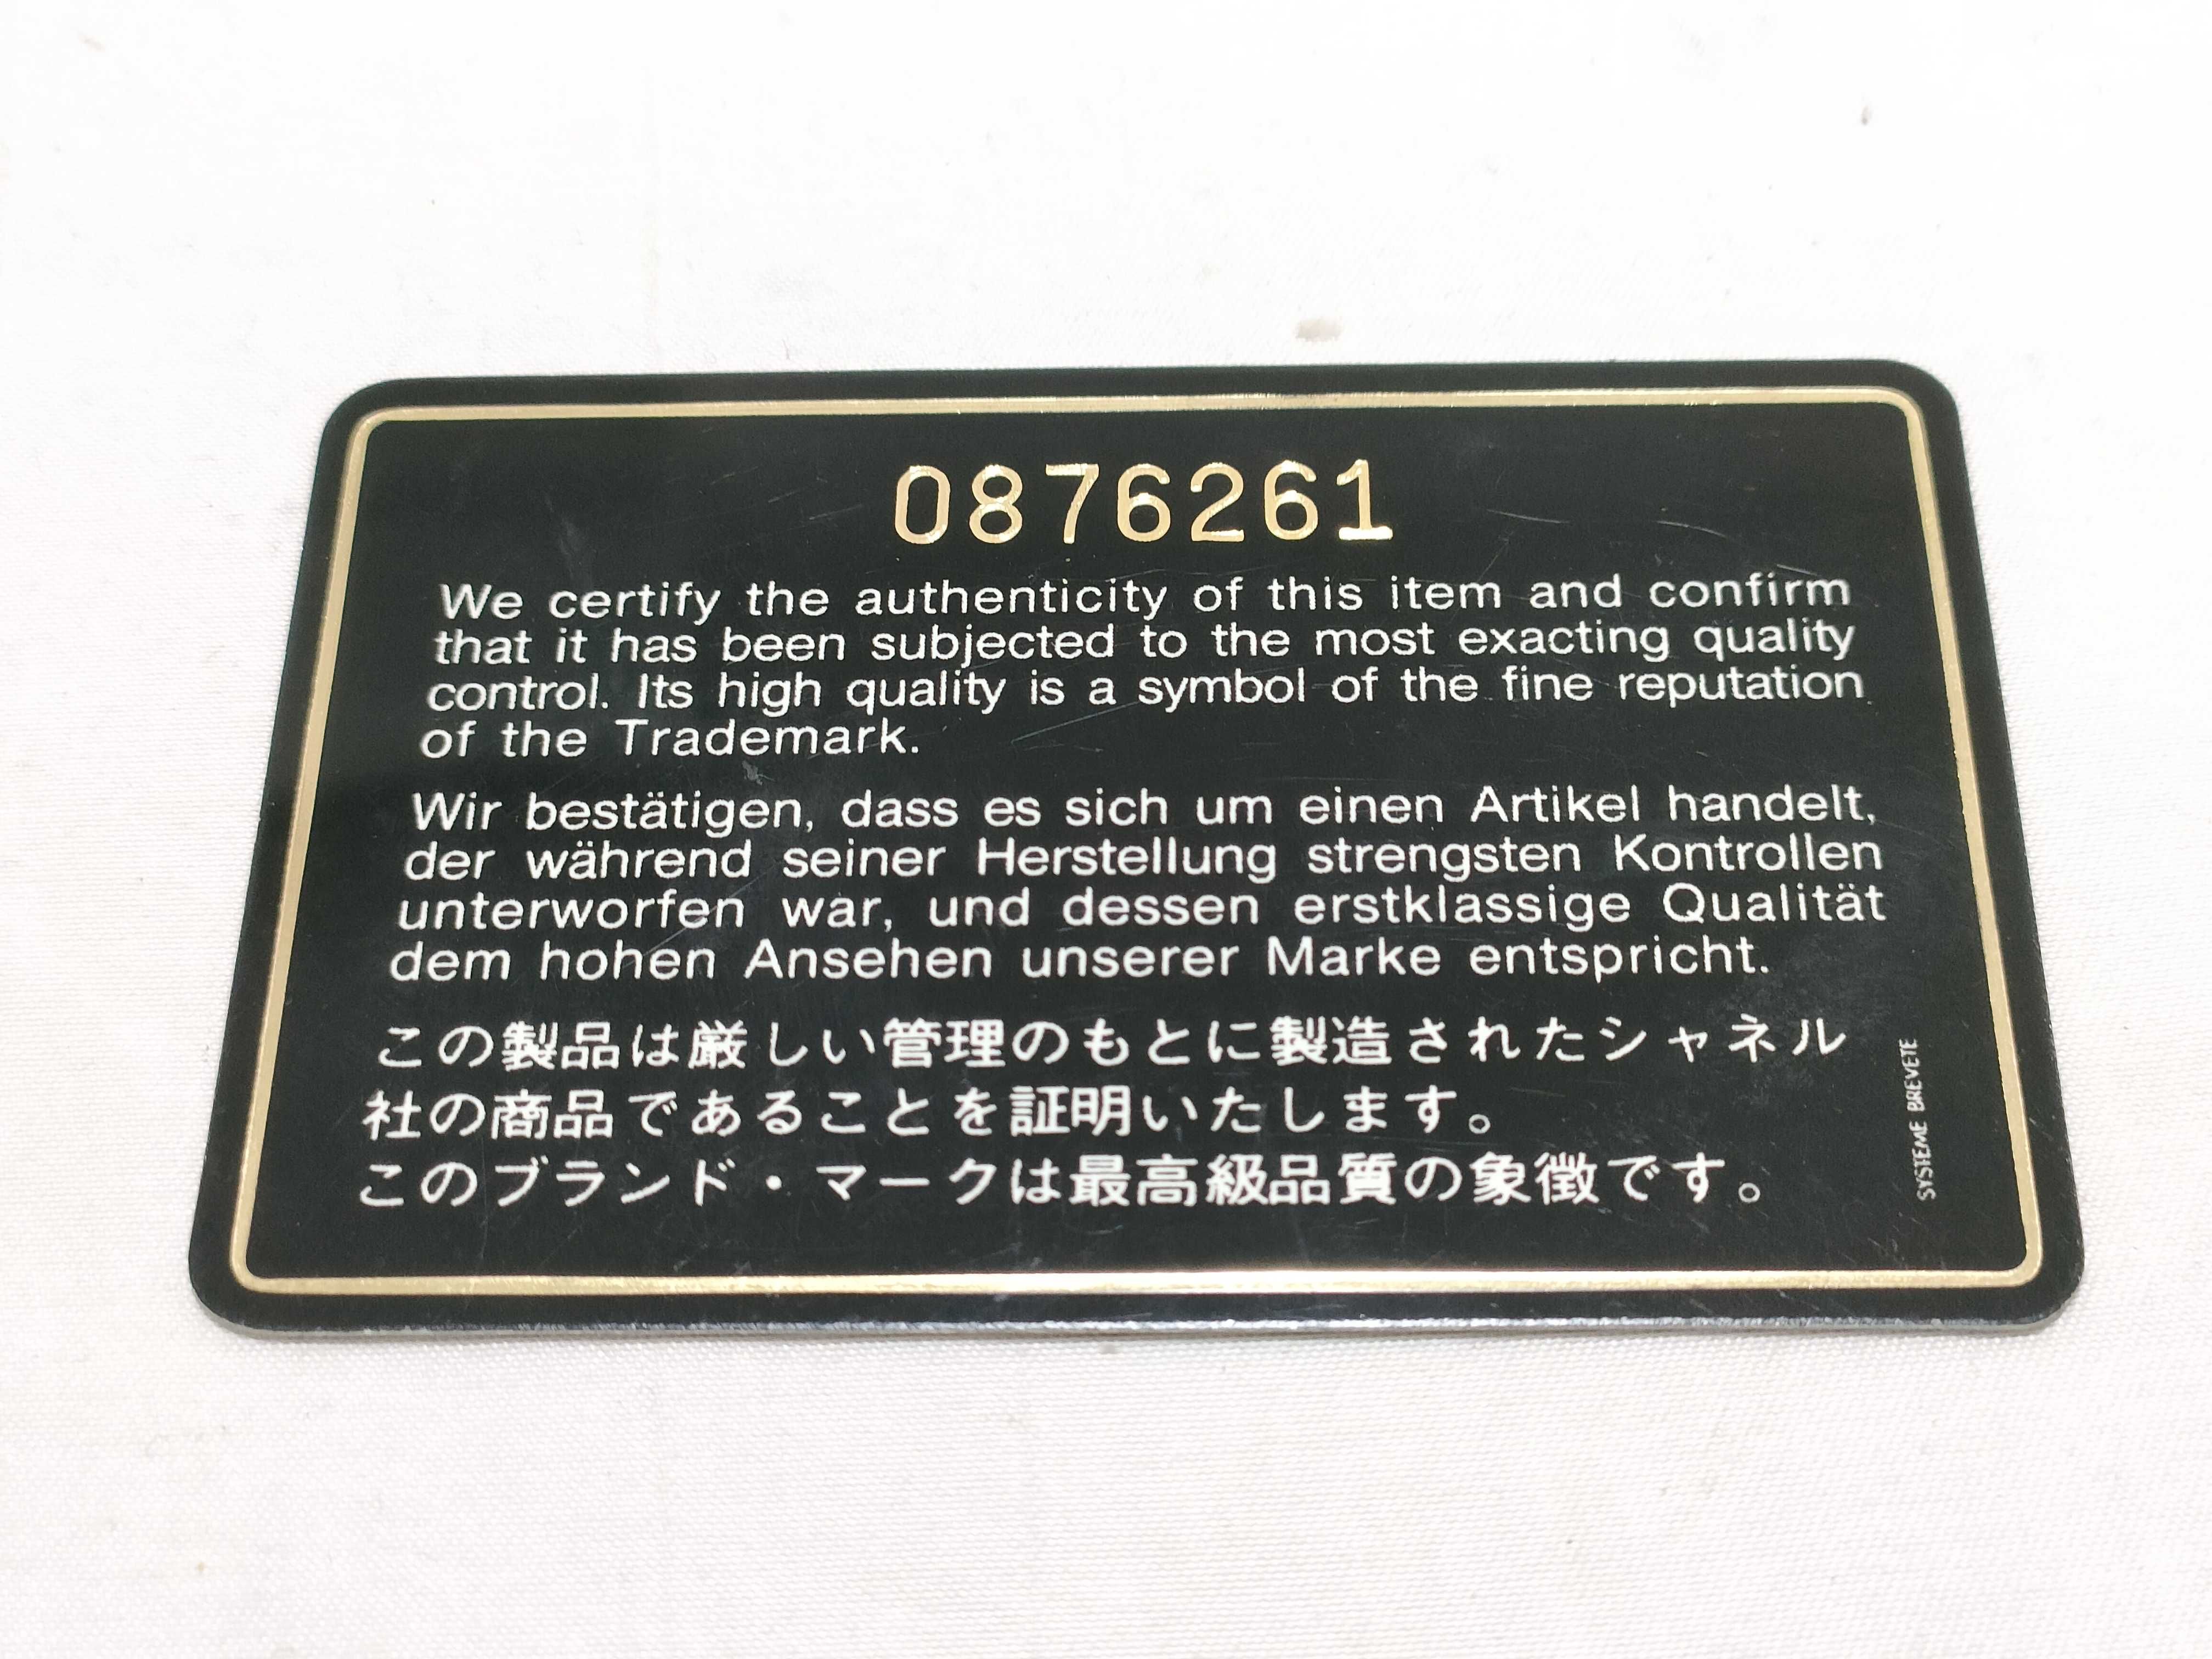 0876261
We certify the authenticity of this item and confirm
that it has been subjected to the most exacting quality
control. Its high quality is a symbol of the fine reputation
of the Trademark.
Wir bestätigen, dass es sich um einen Artikel handelt,
der während seiner Herstellung strengsten Kontrollen
unterworfen war, und dessen erstklassige Qualität
dem hohen Ansehen unserer Marke entspricht.
この製品は厳しい管理のもとに製造されたシャネル
社の商品であることを証明いたします。
このブランド・マークは最高級品質の象徴です。
SYSTEME BREVETE